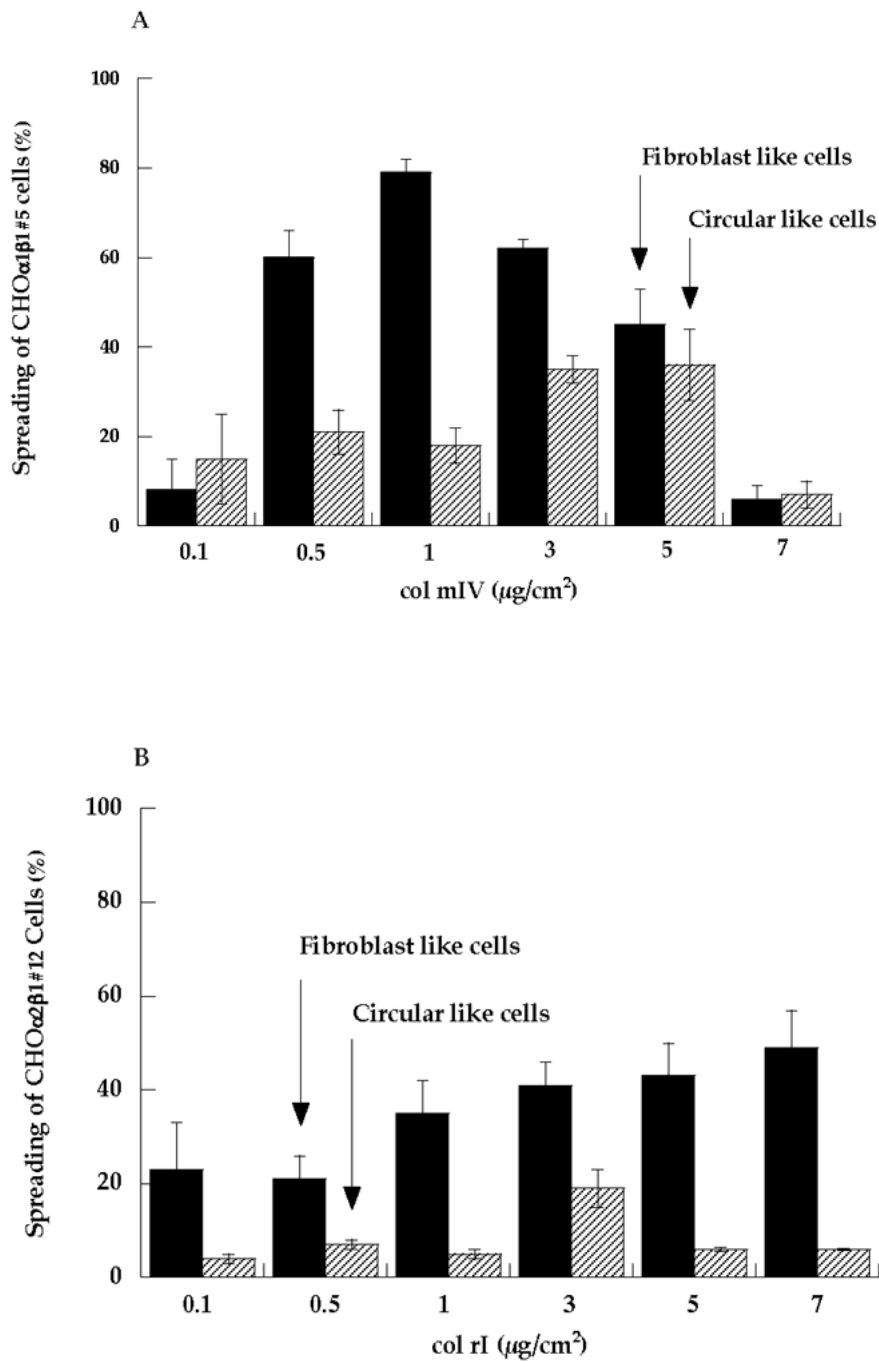 A
100
80
60
40
20
0
Spreading of CHOα1β1#5 cells (%)
Fibroblast like cells
Circular like cells
0.1 0.5 1 3 5 7
col mIV (μg/cm²)
B
100
80
60
40
20
0
Spreading of CHOα2β1#12 Cells (%)
Fibroblast like cells
Circular like cells
0.1 0.5 1 3 5 7
col rI (μg/cm²)